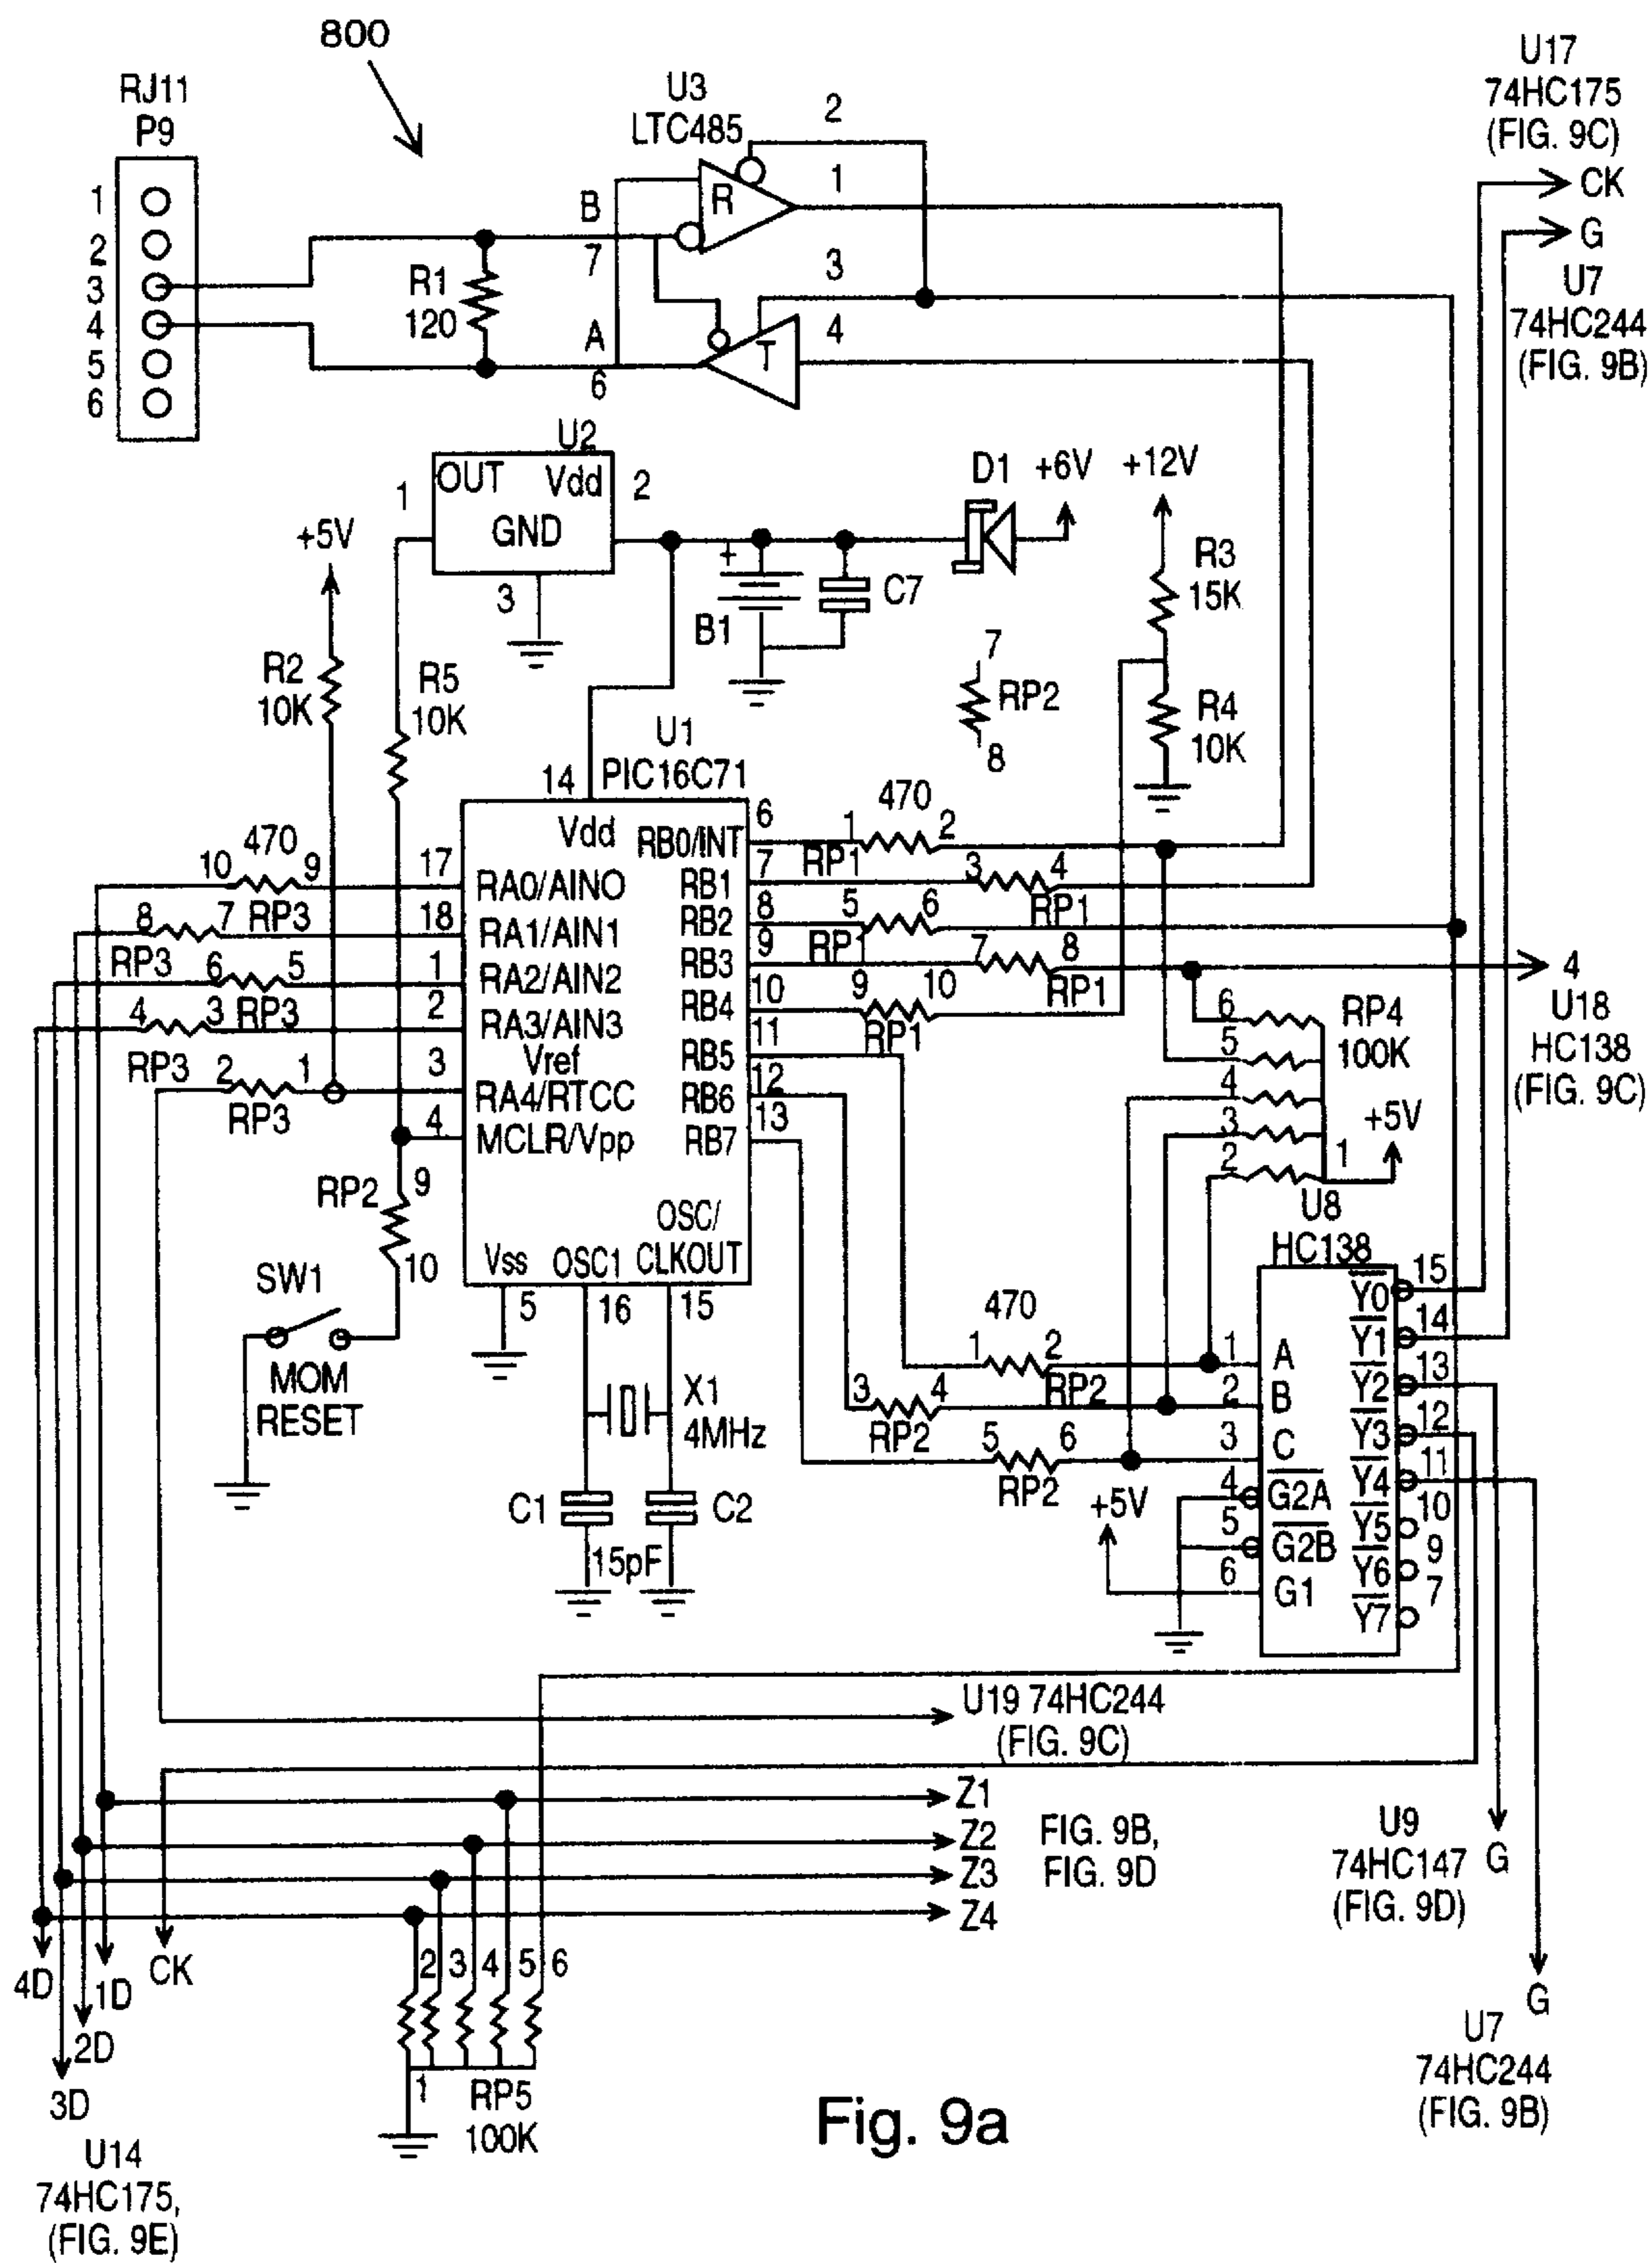 800
RJ11
P9
1
2
3
4
5
6
U3
LTC485
2
1
3
4
B
7
A
6
R
T
R1
120
U17
74HC175
(FIG. 9C)
CK
G
U7
74HC244
(FIG. 9B)
U2
OUT Vdd
GND
1
2
3
+5V
R2
10K
R5
10K
+
B1
C7
D1
+6V
+12V
R3
15K
R4
10K
7
RP2
8
U1
PIC16C71
14
Vdd
RB0/INT
RB1
RB2
RB3
RB4
RB5
RB6
RB7
6
7
8
9
10
11
12
13
RA0/AINO
RA1/AIN1
RA2/AIN2
RA3/AIN3
Vref
RA4/RTCC
MCLR/Vpp
17
18
1
2
3
4
Vss
OSC1
OSC/
CLKOUT
5
16
15
10 470 9
RP3
8 7
RP3
6 5
RP3
4 3
RP3
2 1
RP3
470
1 2
RP1
3 4
RP1
5 6
RP
7 8
RP1
9 10
RP1
4
U18
HC138
(FIG. 9C)
RP4
100K
6
5
4
3
2
1
+5V
RP2
9
10
SW1
MOM
RESET
X1
4MHz
C1
C2
15pF
470
1 2
RP2
3 4
RP2
5 6
RP2
+5V
U8
HC138
1 A
2 B
3 C
4 G2A
5 G2B
6 G1
Y0 15
Y1 14
Y2 13
Y3 12
Y4 11
Y5 10
Y6 9
Y7 7
U19 74HC244
(FIG. 9C)
Z1
Z2
Z3
Z4
FIG. 9B,
FIG. 9D
U9
74HC147
(FIG. 9D)
G
G
U7
74HC244
(FIG. 9B)
4D
3D
2D
1D
CK
2 3 4 5 6
1
RP5
100K
U14
74HC175,
(FIG. 9E)
Fig. 9a